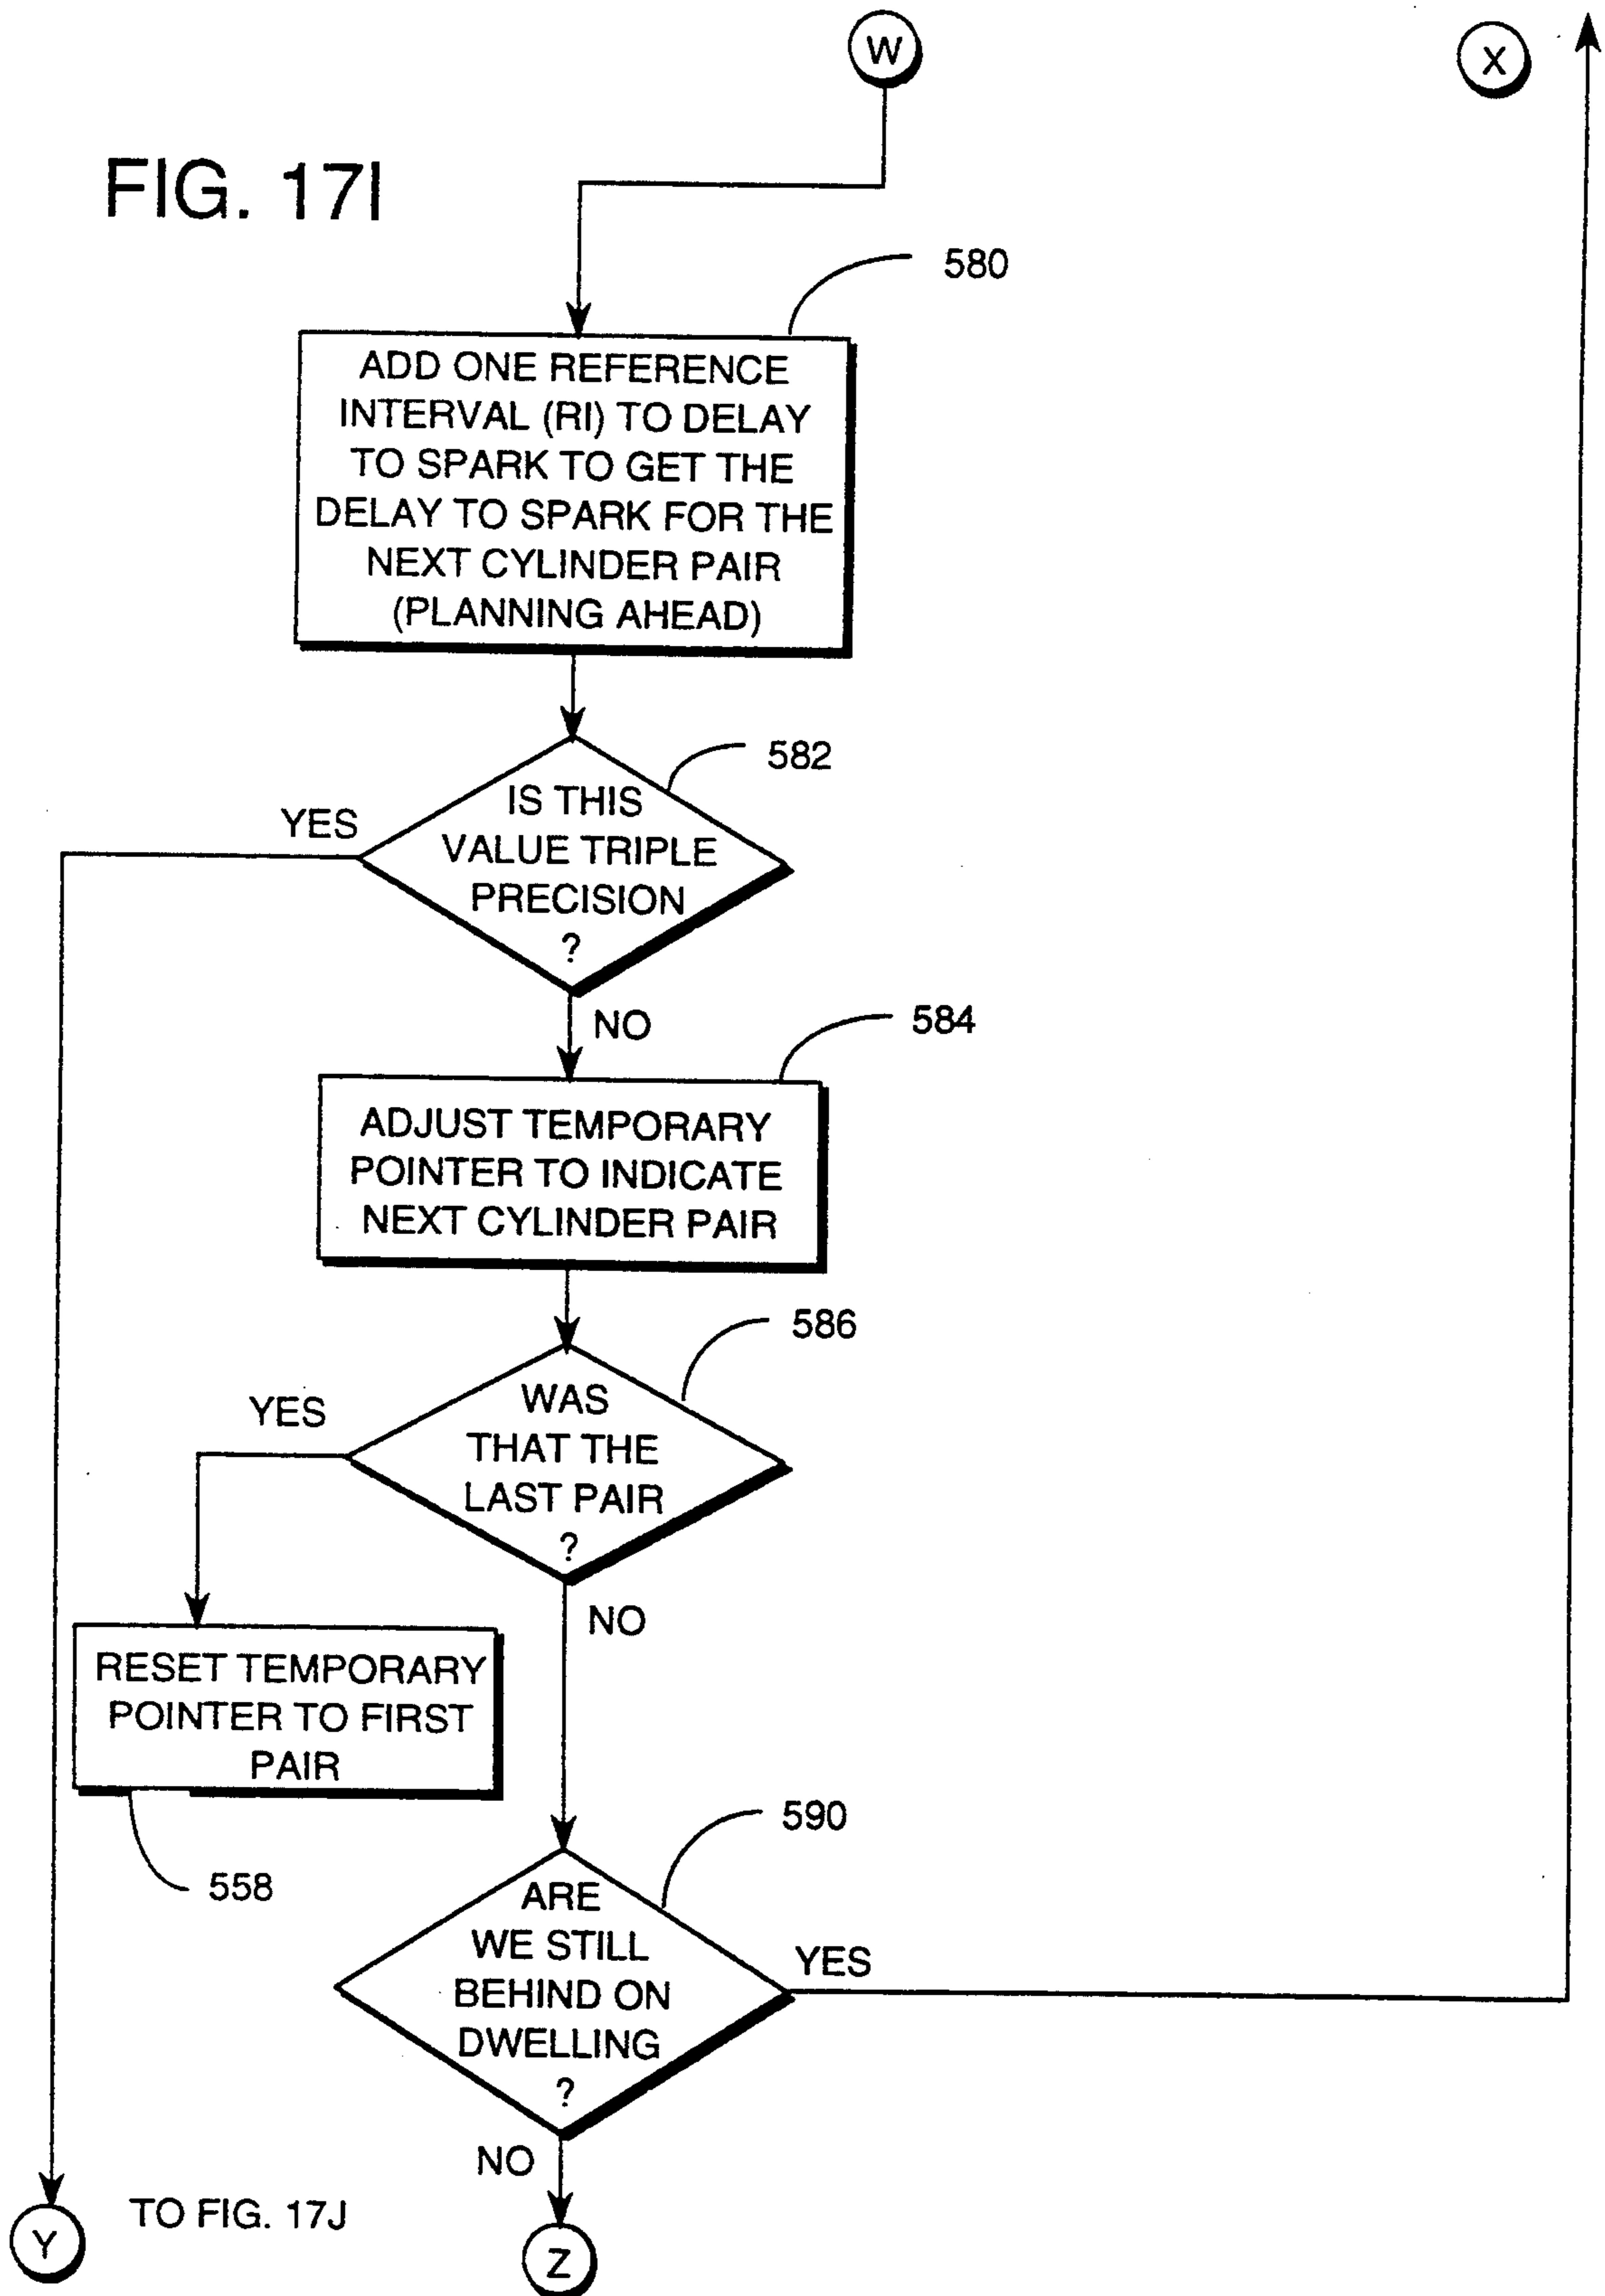 W
X
FIG. 17I
580
ADD ONE REFERENCE
INTERVAL (RI) TO DELAY
TO SPARK TO GET THE
DELAY TO SPARK FOR THE
NEXT CYLINDER PAIR
(PLANNING AHEAD)
582
YES
IS THIS
VALUE TRIPLE
PRECISION
?
NO
584
ADJUST TEMPORARY
POINTER TO INDICATE
NEXT CYLINDER PAIR
586
YES
WAS
THAT THE
LAST PAIR
?
NO
RESET TEMPORARY
POINTER TO FIRST
PAIR
558
590
ARE
WE STILL
BEHIND ON
DWELLING
?
YES
NO
TO FIG. 17J
Y
Z